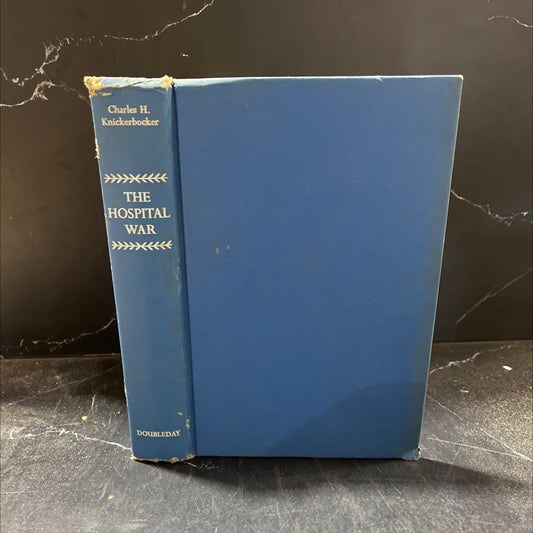 Charles H.
Knickerbocker
THE
HOSPITAL
WAR
DOUBLEDAY